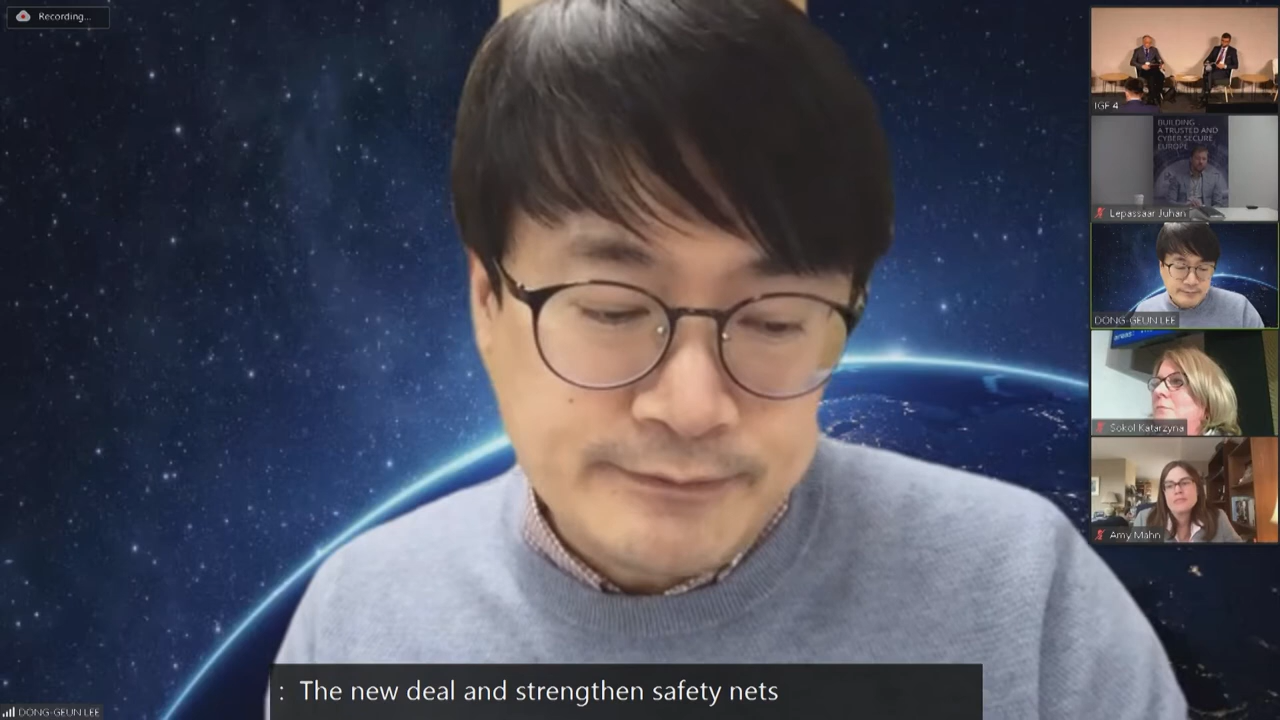 Recording...
IGF 4
BUILDING
A TRUSTED AND
CYBER SECURE
EUROPE
Lepassaar Juhan
DONG-GEUN LEE
Sokol Katarzyna
Amy Mahn
: The new deal and strengthen safety nets
DONG-GEUN LEE